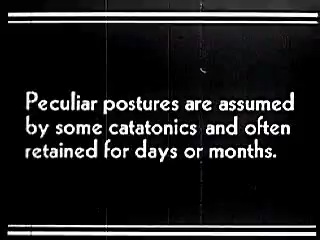 Peculiar postures are assumed
by some catatonics and often
retained for days or months.